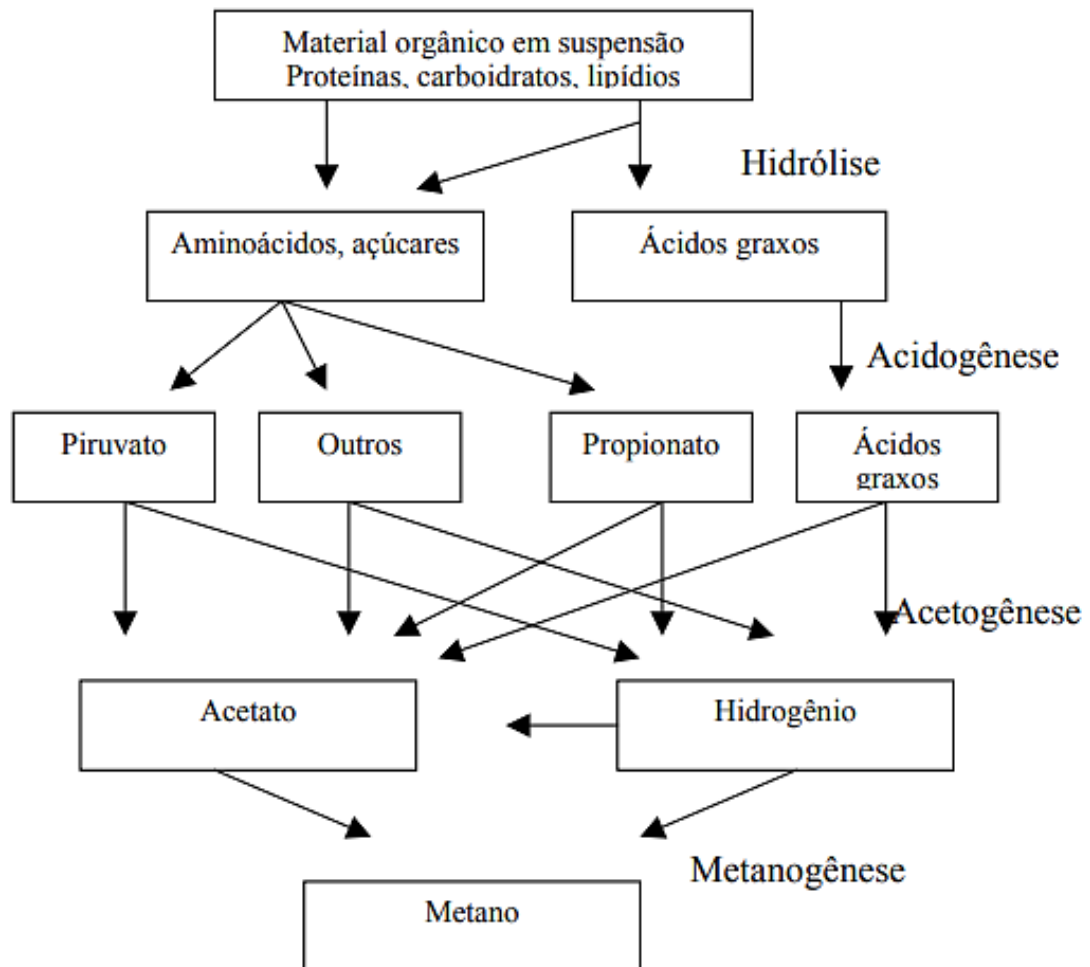 Material orgânico em suspensão
Proteínas, carboidratos, lipídios
Hidrólise
Aminoácidos, açúcares
Ácidos graxos
Acidogênese
Piruvato
Outros
Propionato
Ácidos
graxos
Acetogênese
Acetato
Hidrogênio
Metanogênese
Metano